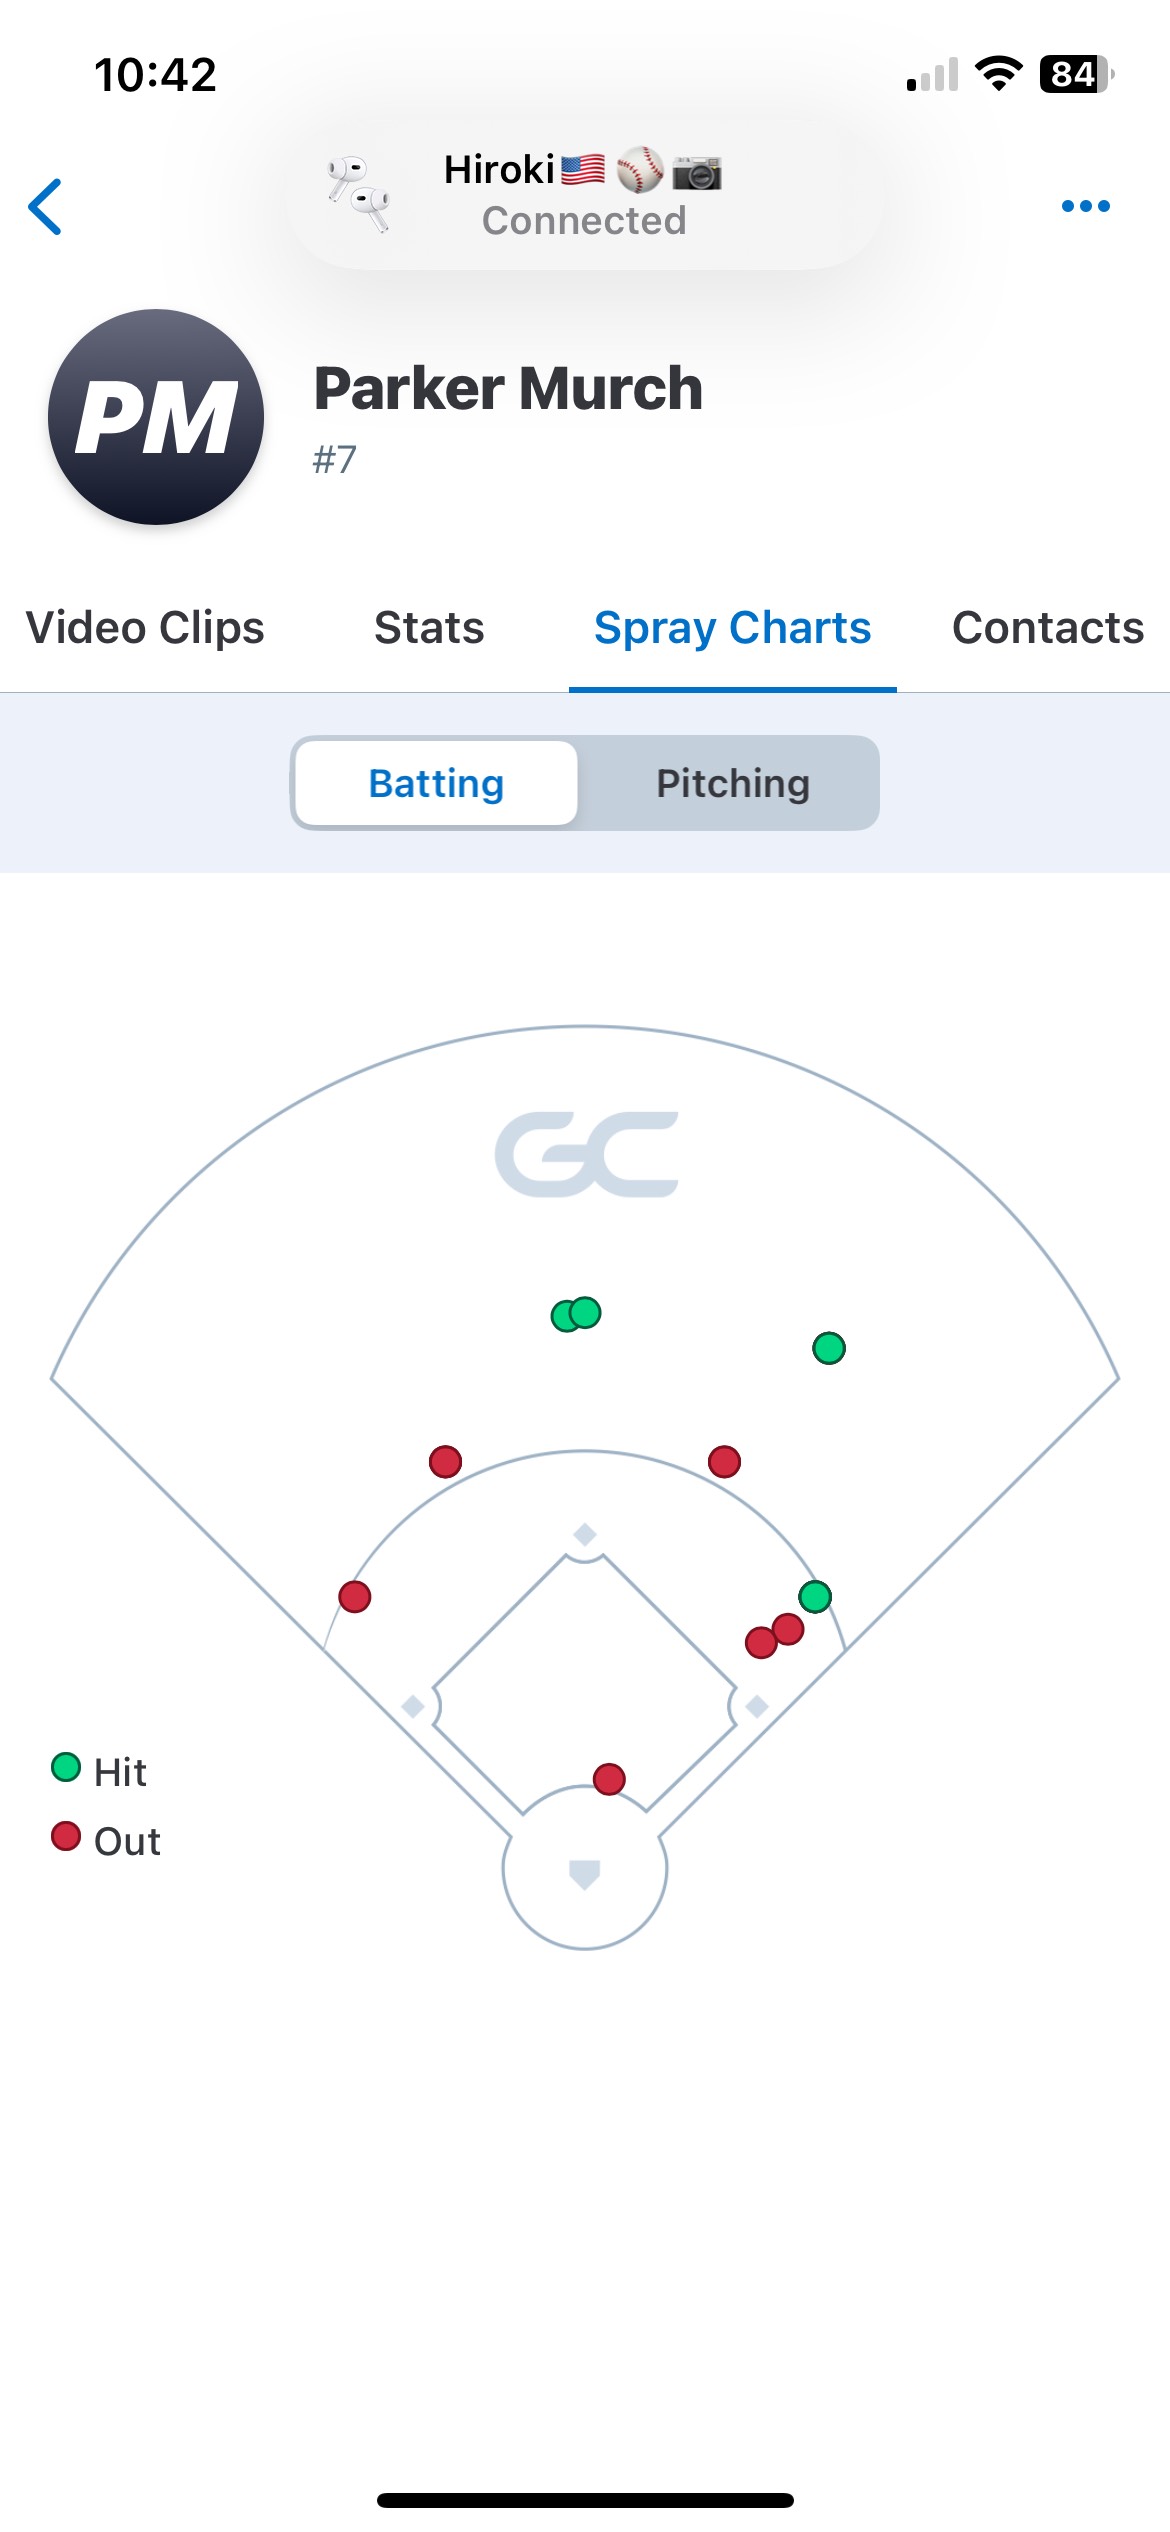 10:42
84
Hiroki🇺🇸⚾📷
Connected
PM
Parker Murch
#7
Video Clips Stats Spray Charts Contacts
Batting Pitching
GC
Hit
Out